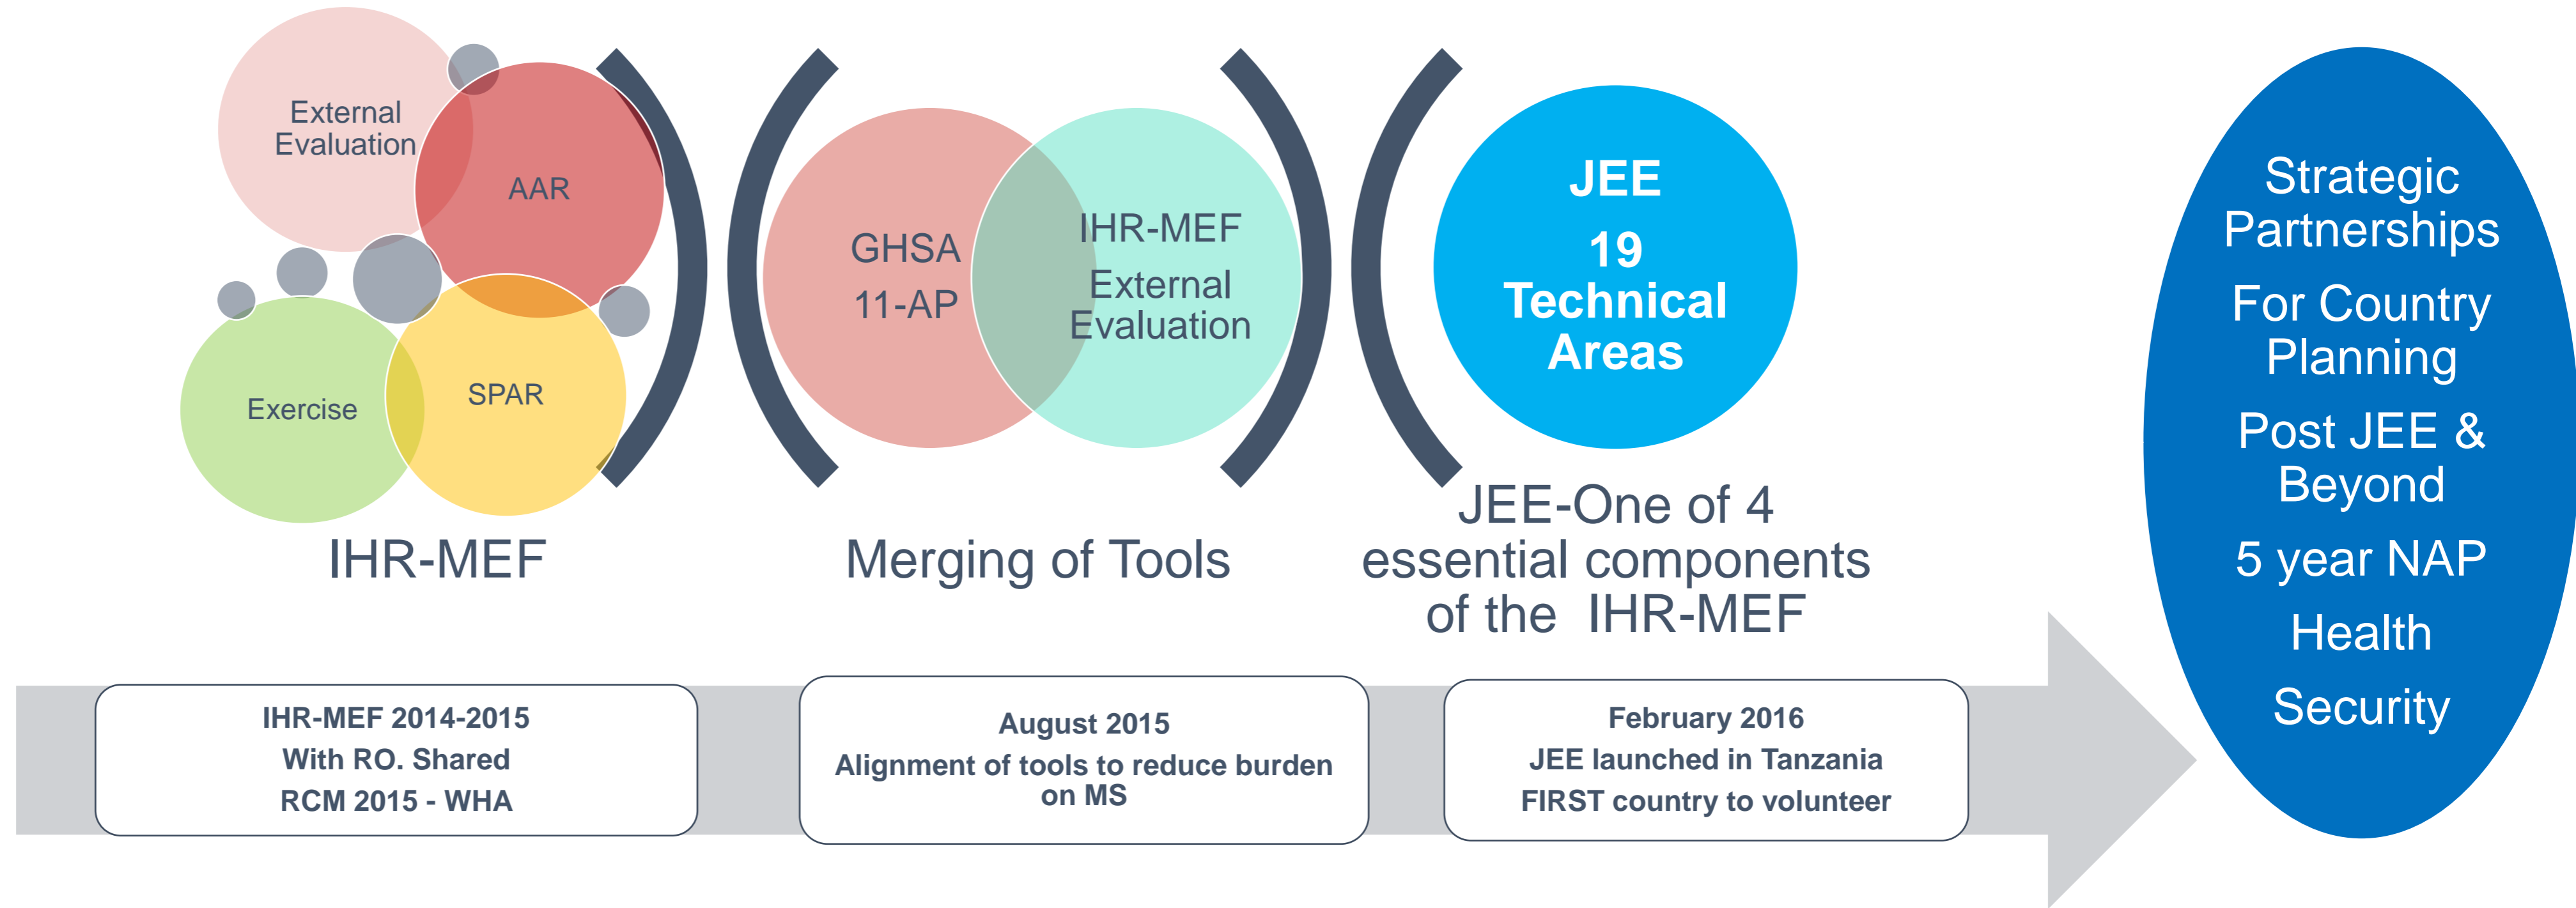 External
Evaluation
AAR
Exercise
SPAR
IHR-MEF
GHSA
11-AP
IHR-MEF
External
Evaluation
Merging of Tools
JEE
19
Technical
Areas
JEE-One of 4
essential components
of the IHR-MEF
IHR-MEF 2014-2015
With RO. Shared
RCM 2015 - WHA
August 2015
Alignment of tools to reduce burden
on MS
February 2016
JEE launched in Tanzania
FIRST country to volunteer
Strategic
Partnerships
For Country
Planning
Post JEE &
Beyond
5 year NAP
Health
Security